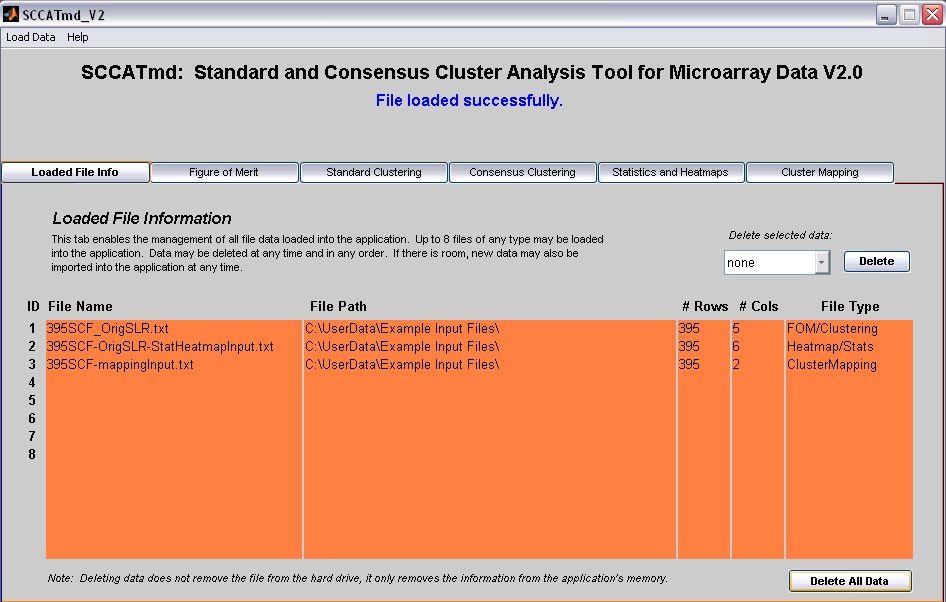 SCCATmd_V2
Load Data Help
SCCATmd: Standard and Consensus Cluster Analysis Tool for Microarray Data V2.0
File loaded successfully.
Loaded File Info Figure of Merit Standard Clustering Consensus Clustering Statistics and Heatmaps Cluster Mapping
Loaded File Information
This tab enables the management of all file data loaded into the application. Up to 8 files of any type may be loaded
into the application. Data may be deleted at any time and in any order. If there is room, new data may also be
imported into the application at any time.
Delete selected data:
none Delete
ID File Name File Path # Rows # Cols File Type
1 395SCF_OrigSLR.txt C:\UserData\Example Input Files\ 395 5 FOM/Clustering
2 395SCF-OrigSLR-StatHeatmapInput.txt C:\UserData\Example Input Files\ 395 6 Heatmap/Stats
3 395SCF-mappingInput.txt C:\UserData\Example Input Files\ 395 2 ClusterMapping
4
5
6
7
8
Note: Deleting data does not remove the file from the hard drive, it only removes the information from the application's memory.
Delete All Data